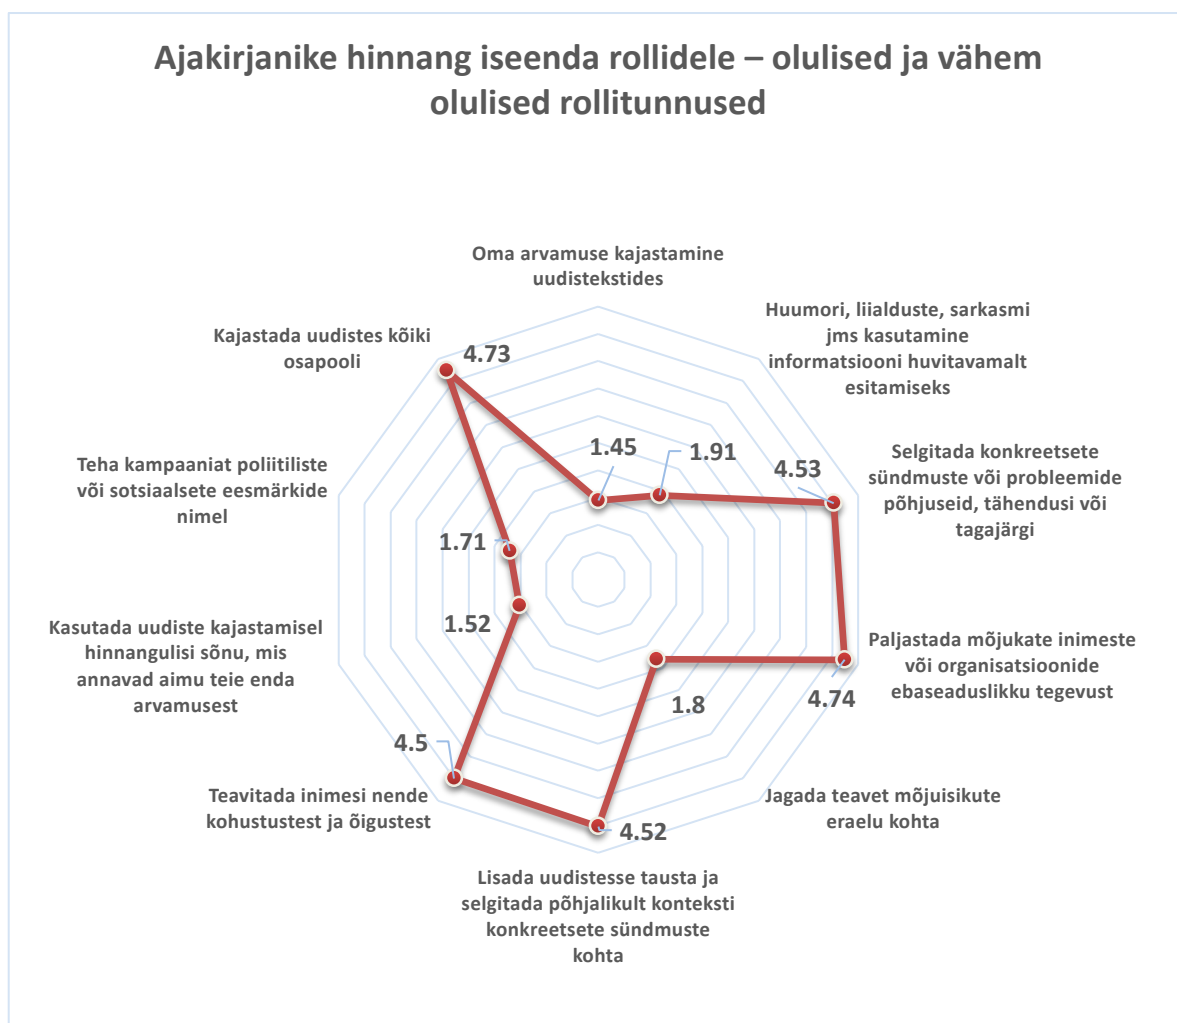 Ajakirjanike hinnang iseenda rollidele – olulised ja vähem
olulised rollitunnused
Oma arvamuse kajastamine
uudistekstides
Huumori, liialduste, sarkasmi
jms kasutamine
informatsiooni huvitavamalt
esitamiseks
Selgitada konkreetsete
sündmuste või probleemide
põhjuseid, tähendusi või
tagajärgi
Paljastada mõjukate inimeste
või organisatsioonide
ebaseaduslikku tegevust
Jagada teavet mõjuisikute
eraelu kohta
Lisada uudistesse tausta ja
selgitada põhjalikult konteksti
konkreetsete sündmuste
kohta
Teavitada inimesi nende
kohustustest ja õigustest
Kasutada uudiste kajastamisel
hinnangulisi sõnu, mis
annavad aimu teie enda
arvamusest
Teha kampaaniat poliitiliste
või sotsiaalsete eesmärkide
nimel
Kajastada uudistes kõiki
osapooli
1.45
1.91
4.53
4.74
1.8
4.52
4.5
1.52
1.71
4.73